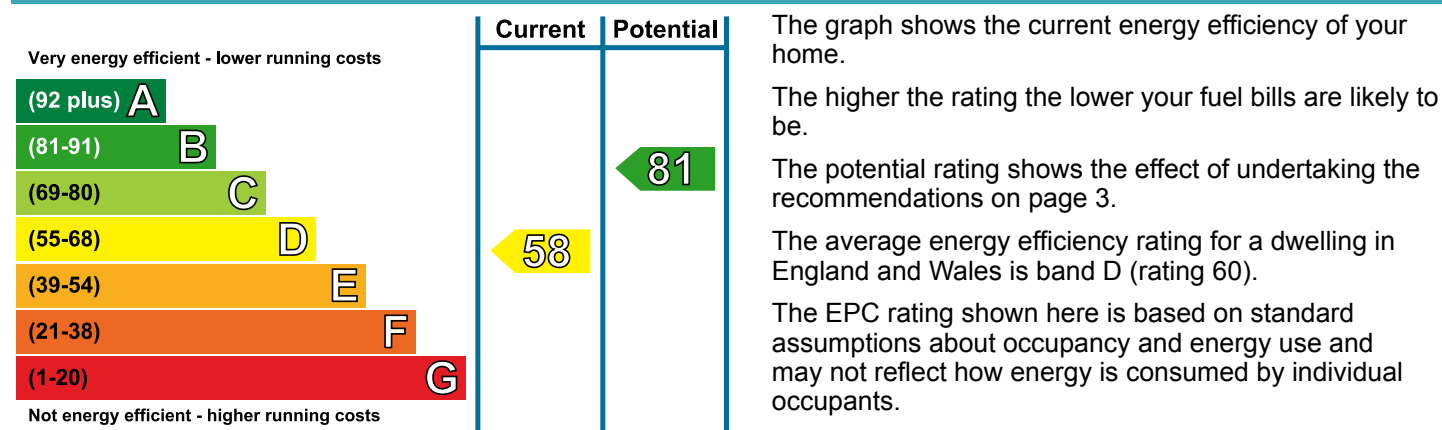 Current Potential
Very energy efficient - lower running costs
(92 plus) A
(81-91) B
(69-80) C
(55-68) D
(39-54) E
(21-38) F
(1-20) G
Not energy efficient - higher running costs
81
58
The graph shows the current energy efficiency of your
home.
The higher the rating the lower your fuel bills are likely to
be.
The potential rating shows the effect of undertaking the
recommendations on page 3.
The average energy efficiency rating for a dwelling in
England and Wales is band D (rating 60).
The EPC rating shown here is based on standard
assumptions about occupancy and energy use and
may not reflect how energy is consumed by individual
occupants.